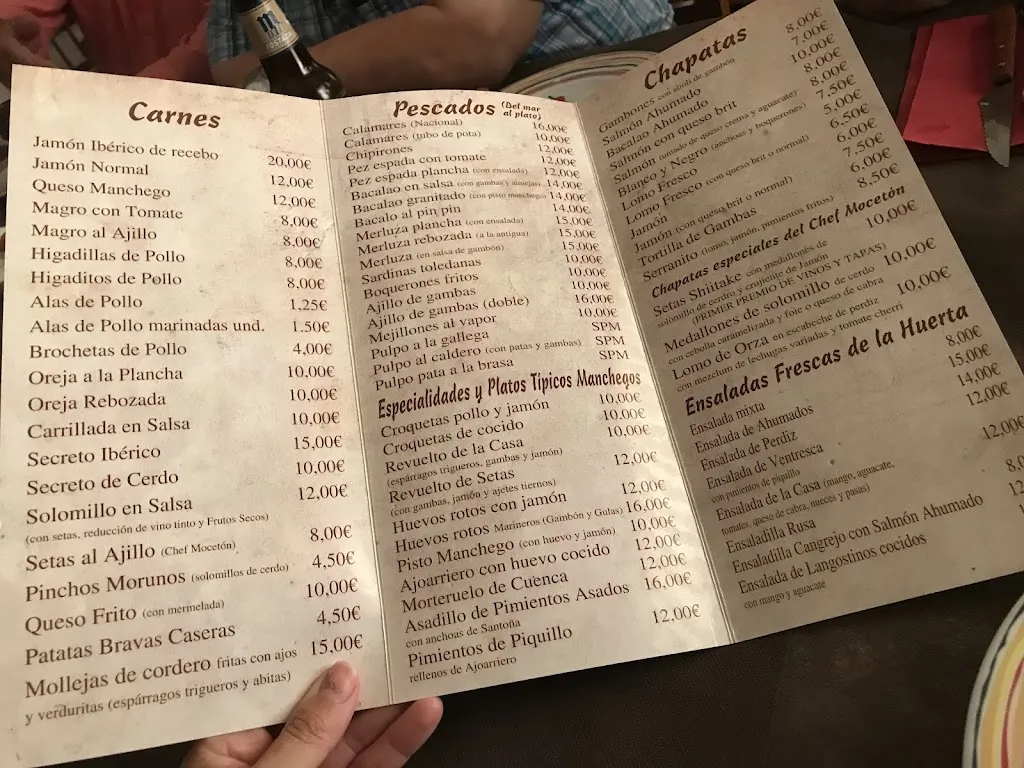 Carnes
Jamón Ibérico de recebo 20,00€
Jamón Normal 12,00€
Queso Manchego 12,00€
Magro con Tomate 8,00€
Magro al Ajillo 8,00€
Higadillas de Pollo 8,00€
Higaditos de Pollo 8,00€
Alas de Pollo 1,25€
Alas de Pollo marinadas und. 1.50€
Brochetas de Pollo 4,00€
Oreja a la Plancha 10,00€
Oreja Rebozada 10,00€
Carrillada en Salsa 10,00€
Secreto Ibérico 15,00€
Secreto de Cerdo 10,00€
Solomillo en Salsa 12,00€
(con setas, reducción de vino tinto y Frutos Secos)
Setas al Ajillo (Chef Mocetón) 8,00€
Pinchos Morunos (solomillos de cerdo) 4,50€
Queso Frito (con mermelada) 10,00€
Patatas Bravas Caseras 4,50€
Mollejas de cordero fritas con ajos 15,00€
y verduritas (espárragos trigueros y abitas)
Pescados (Del mar al plato)
Calamares (Nacional) 16,00€
Calamares (tubo de pota) 10,00€
Chipirones 12,00€
Pez espada con tomate 12,00€
Pez espada plancha (con ensalada) 12,00€
Bacalao en salsa (con gambas y almejas) 14,00€
Bacalao granitado (con pisto manchego) 14,00€
Bacalo al pin pin 14,00€
Merluza plancha (con ensalada) 15,00€
Merluza rebozada (a la antigua) 15,00€
Merluza (en salsa de gambón) 15,00€
Sardinas toledanas 10,00€
Boquerones fritos 10,00€
Ajillo de gambas 10,00€
Ajillo de gambas (doble) 16,00€
Mejillones al vapor 10,00€
Pulpo a la gallega SPM
Pulpo al caldero (con patas y gambas) SPM
Pulpo pata a la brasa SPM
Especialidades y Platos Típicos Manchegos
Croquetas pollo y jamón 10,00€
Croquetas de cocido 10,00€
Revuelto de la Casa 10,00€
(espárragos trigueros, gambas y jamón)
Revuelto de Setas 12,00€
(con gambas, jamón y ajetes tiernos)
Huevos rotos con jamón 12,00€
Huevos rotos Marineros (Gambón y Gulas) 16,00€
Pisto Manchego (con huevo y jamón) 10,00€
Ajoarriero con huevo cocido 12,00€
Morteruelo de Cuenca 12,00€
Asadillo de Pimientos Asados 16,00€
con anchoas de Santoña
Pimientos de Piquillo 12,00€
rellenos de Ajoarriero
Chapatas
Gambones con alioli de gambón 8,00€
Salmón Ahumado 7,00€
Bacalao Ahumado 10,00€
Salmón con queso brit 8,00€
Salmón (untado de queso crema y aguacate) 8,00€
Blanco y Negro (anchoas y boquerones) 7,50€
Lomo Fresco 5,00€
Lomo Fresco (con queso brit o normal) 6,50€
Jamón 6,00€
Jamón (con queso brit o normal) 7,50€
Tortilla de Gambas 6,00€
Serranito (lomo, jamón, pimientos fritos) 8,50€
Chapatas especiales del Chef Mocetón
Setas Shiitake con medullones de 10,00€
solomillo de cerdo, y crujiente de Jamón
(PRIMER PREMIO DE VINOS Y TAPAS)
Medallones de solomillo de cerdo 10,00€
con cebolla caramelizada y foie o queso de cabra
Lomo de Orza en escabeche de perdiz 10,00€
con mezclum de lechugas variadas y tomate cherri
Ensaladas Frescas de la Huerta
Ensalada mixta 8,00€
Ensalada de Ahumados 15,00€
Ensalada de Perdiz 14,00€
Ensalada de Ventresca 12,00€
con pimientos de piquillo
Ensalada de la Casa (mango, aguacate, 12,00€
tomates, queso de cabra, nueces y pasas)
Ensaladilla Rusa
Ensaladilla Cangrejo con Salmón Ahumado
Ensalada de Langostinos cocidos
con mango y aguacate